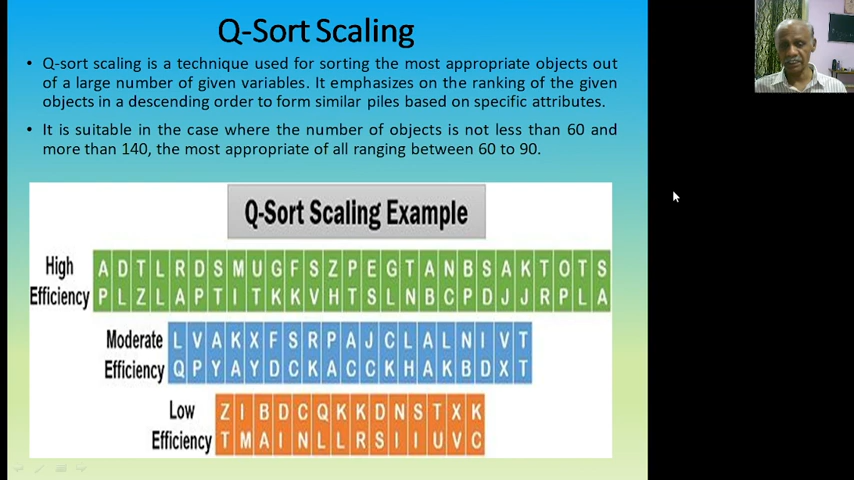 Q-Sort Scaling
• Q-sort scaling is a technique used for sorting the most appropriate objects out
of a large number of given variables. It emphasizes on the ranking of the given
objects in a descending order to form similar piles based on specific attributes.
• It is suitable in the case where the number of objects is not less than 60 and
more than 140, the most appropriate of all ranging between 60 to 90.
Q-Sort Scaling Example
High A D T L R D S M U G F S Z P E G T A N B S A K T O T S
Efficiency P L Z L A P T I T K K V H T S L N B C P D J J R P L A
Moderate L V A K X F S R P A J C L A L N I V T
Efficiency Q P Y A Y D C K A C C K H A K B D X T
Low Z I B D C Q K K D N S T X K
Efficiency T M A I N L L R S I I U V C